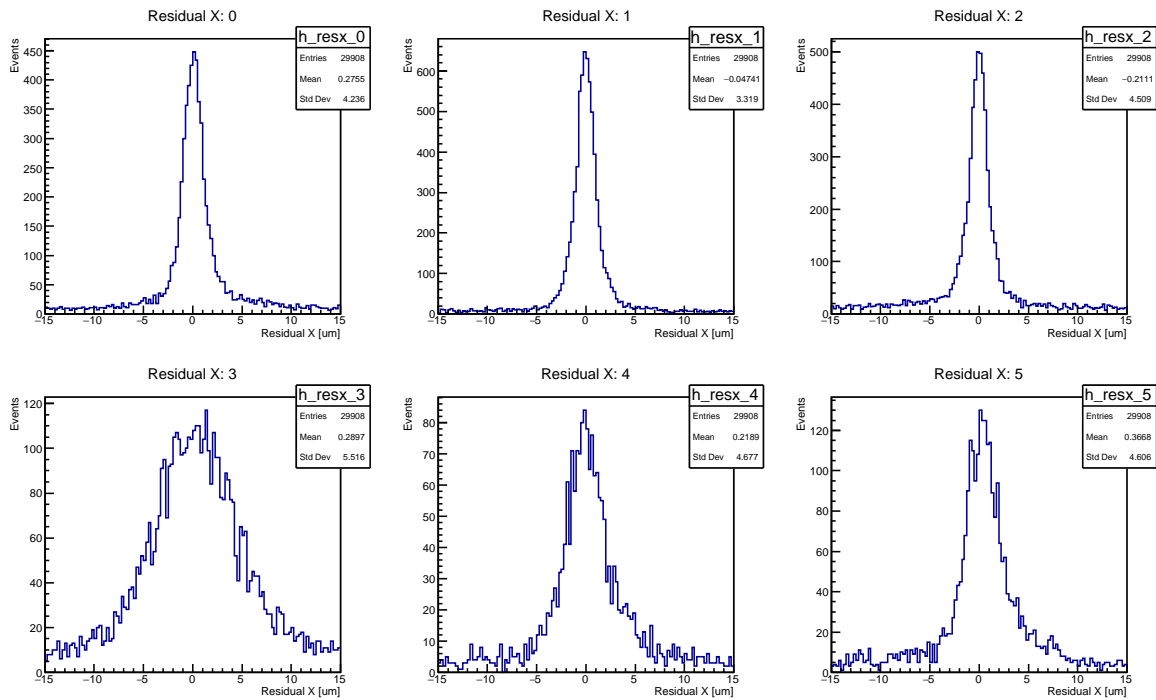 Residual X: 0
Events
h_resx_0
Entries 29908
Mean 0.2755
Std Dev 4.236
450
400
350
300
250
200
150
100
50
0
−15 −10 −5 0 5 10 15
Residual X [um]
Residual X: 1
Events
h_resx_1
Entries 29908
Mean −0.04741
Std Dev 3.319
600
500
400
300
200
100
0
−15 −10 −5 0 5 10 15
Residual X [um]
Residual X: 2
Events
h_resx_2
Entries 29908
Mean −0.2111
Std Dev 4.509
500
400
300
200
100
0
−15 −10 −5 0 5 10 15
Residual X [um]
Residual X: 3
Events
h_resx_3
Entries 29908
Mean 0.2897
Std Dev 5.516
120
100
80
60
40
20
0
−15 −10 −5 0 5 10 15
Residual X [um]
Residual X: 4
Events
h_resx_4
Entries 29908
Mean 0.2189
Std Dev 4.677
80
70
60
50
40
30
20
10
0
−15 −10 −5 0 5 10 15
Residual X [um]
Residual X: 5
Events
h_resx_5
Entries 29908
Mean 0.3668
Std Dev 4.606
120
100
80
60
40
20
0
−15 −10 −5 0 5 10 15
Residual X [um]